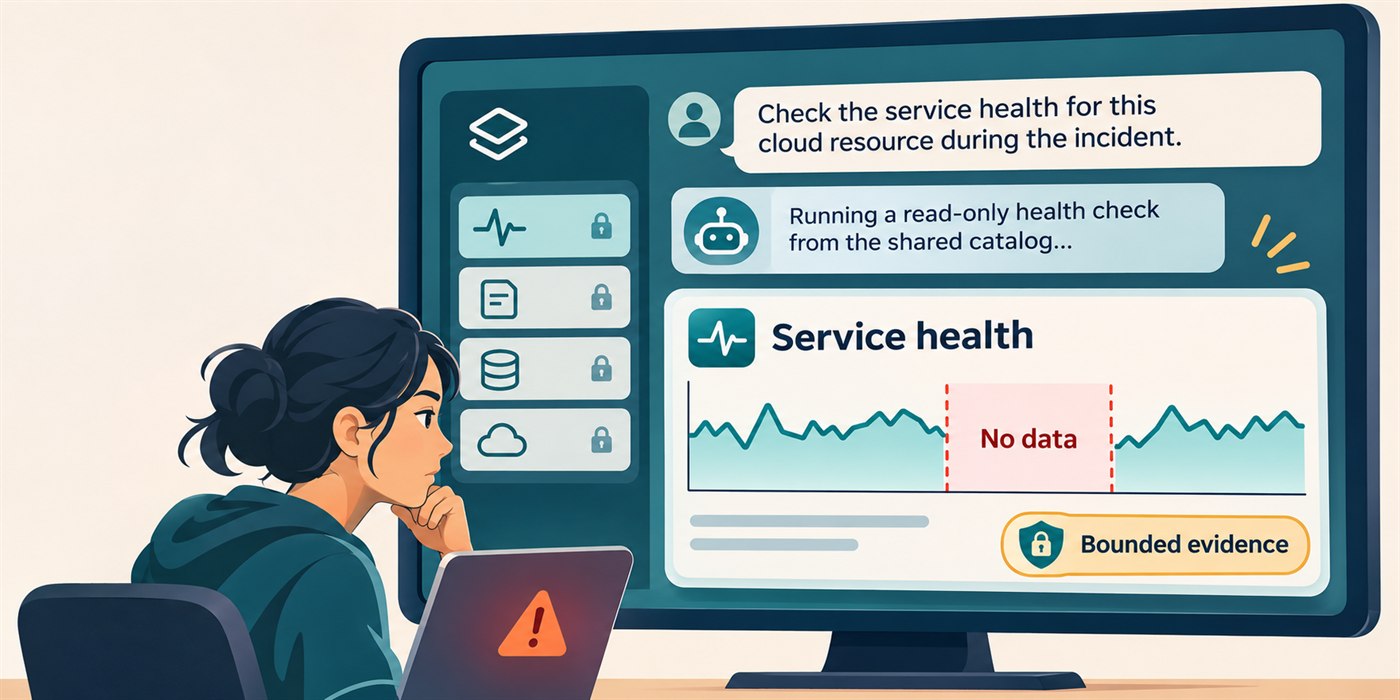 Check the service health for this
cloud resource during the incident.
Running a read-only health check
from the shared catalog...
Service health
No data
Bounded evidence